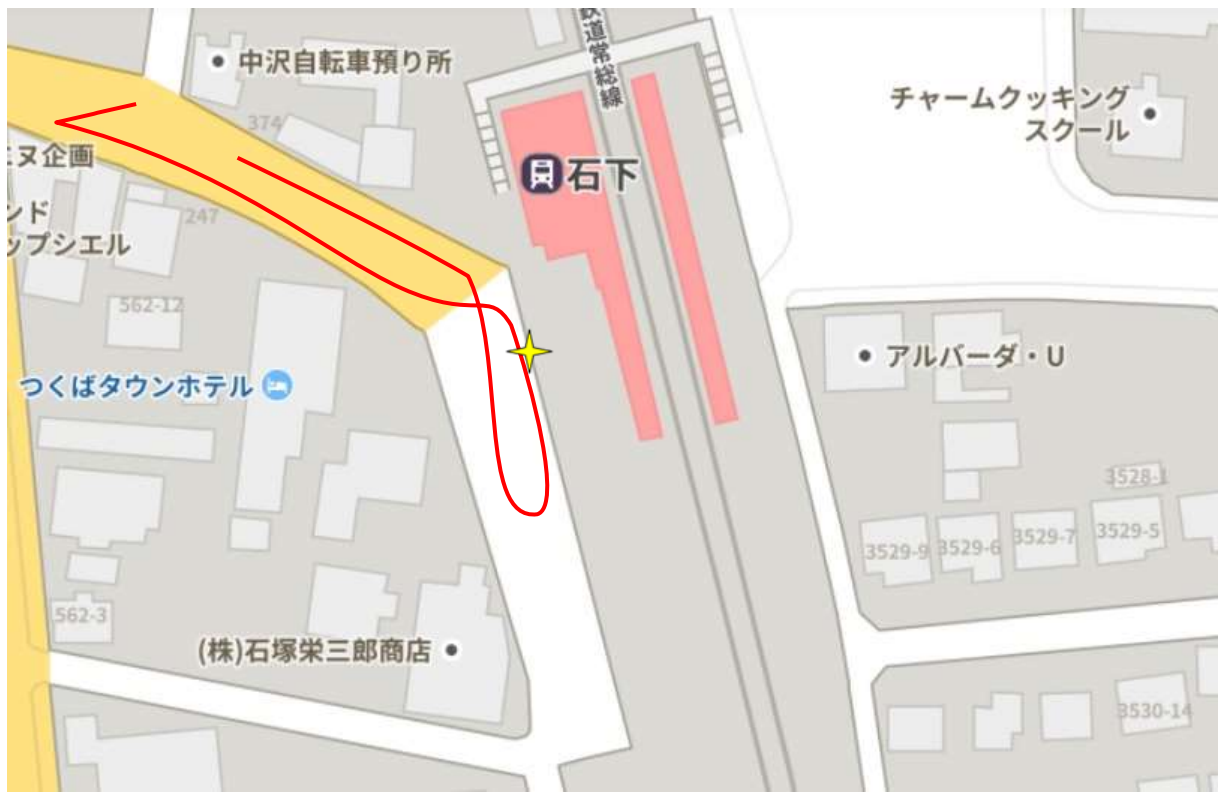 鉄道常総線
中沢自転車預り所
チャームクッキング
スクール
374
ヌ企画
石下
ンド
247
ップシエル
562-12
アルバーダ・U
つくばタウンホテル
3528-1
3529-9
3529-6
3529-7
3529-5
562-3
(株)石塚栄三郎商店
3530-14